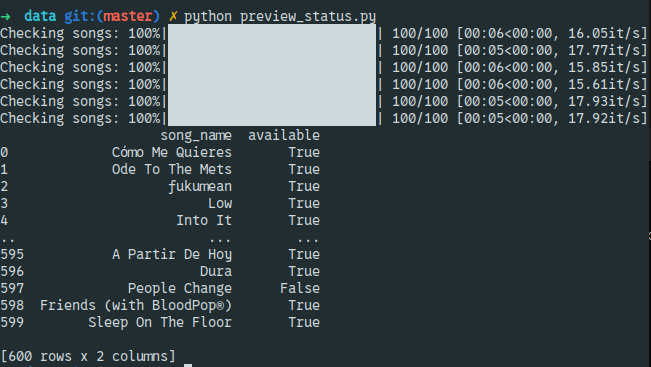 ➜  data git:(master) ✗ python preview_status.py
Checking songs: 100%|██████████████████████████| 100/100 [00:06<00:00, 16.05it/s]
Checking songs: 100%|██████████████████████████| 100/100 [00:05<00:00, 17.77it/s]
Checking songs: 100%|██████████████████████████| 100/100 [00:06<00:00, 15.85it/s]
Checking songs: 100%|██████████████████████████| 100/100 [00:06<00:00, 15.61it/s]
Checking songs: 100%|██████████████████████████| 100/100 [00:05<00:00, 17.93it/s]
Checking songs: 100%|██████████████████████████| 100/100 [00:05<00:00, 17.92it/s]
                    song_name  available
0             Cómo Me Quieres       True
1             Ode To The Mets       True
2                    ƒukumean       True
3                         Low       True
4                     Into It       True
..                        ...        ...
595           A Partir De Hoy       True
596                      Dura       True
597             People Change      False
598  Friends (with BloodPop®)       True
599        Sleep On The Floor       True
[600 rows x 2 columns]